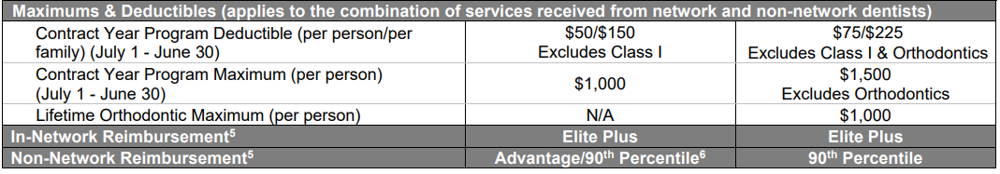 Maximums & Deductibles (applies to the combination of services received from network and non-network dentists)
Contract Year Program Deductible (per person/per family) (July 1 - June 30)
$50/$150
Excludes Class I
$75/$225
Excludes Class I & Orthodontics
Contract Year Program Maximum (per person)
(July 1 - June 30)
$1,000
$1,500
Excludes Orthodontics
Lifetime Orthodontic Maximum (per person)
N/A
$1,000
In-Network Reimbursement⁵
Elite Plus
Elite Plus
Non-Network Reimbursement⁵
Advantage/90ᵗʰ Percentile⁶
90ᵗʰ Percentile